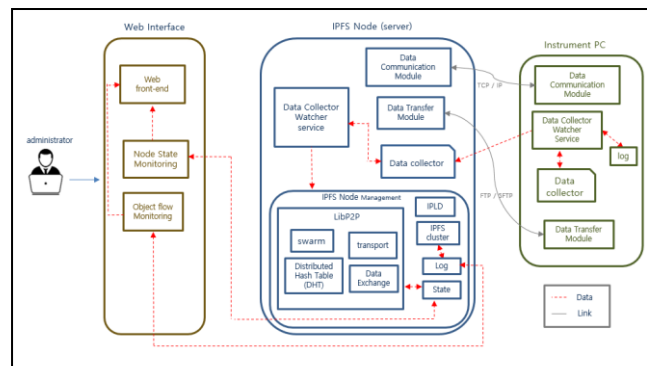 Web Interface
IPFS Node (server)
Instrument PC
administrator
Web
front-end
Node State
Monitoring
Object flow
Monitoring
Data
Communication
Module
Data Transfer
Module
Data Collector
Watcher
service
Data collector
IPFS Node Management
LibP2P
swarm
transport
Distributed
Hash Table
(DHT)
Data
Exchange
IPLD
IPFS
cluster
Log
State
TCP / IP
FTP / SFTP
Data
Communication
Module
Data Collector
Watcher
Service
log
Data
collector
Data Transfer
Module
Data
Link